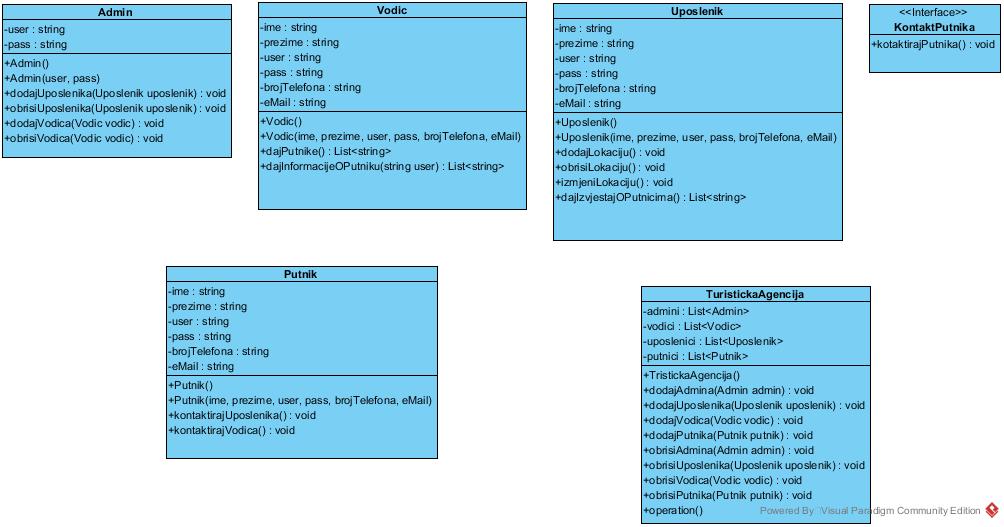 Admin
-user : string
-pass : string
+Admin()
+Admin(user, pass)
+dodajUposlenika(Uposlenik uposlenik) : void
+obrisiUposlenika(Uposlenik uposlenik) : void
+dodajVodica(Vodic vodic) : void
+obrisiVodica(Vodic vodic) : void
Vodic
-ime : string
-prezime : string
-user : string
-pass : string
-brojTelefona : string
-eMail : string
+Vodic()
+Vodic(ime, prezime, user, pass, brojTelefona, eMail)
+dajPutnike() : List<string>
+dajInformacijeOPutniku(string user) : List<string>
Uposlenik
-ime : string
-prezime : string
-user : string
-pass : string
-brojTelefona : string
-eMail : string
+Uposlenik()
+Uposlenik(ime, prezime, user, pass, brojTelefona, eMail)
+dodajLokaciju() : void
+obrisiLokaciju() : void
+izmjeniLokaciju() : void
+dajIzvjestajOPutnicima() : List<string>
<<Interface>>
KontaktPutnika
+kotaktirajPutnika() : void
Putnik
-ime : string
-prezime : string
-user : string
-pass : string
-brojTelefona : string
-eMail : string
+Putnik()
+Putnik(ime, prezime, user, pass, brojTelefona, eMail)
+kontaktirajUposlenika() : void
+kontaktirajVodica() : void
TuristickaAgencija
-admini : List<Admin>
-vodici : List<Vodic>
-uposlenici : List<Uposlenik>
-putnici : List<Putnik>
+TristickaAgencija()
+dodajAdmina(Admin admin) : void
+dodajUposlenika(Uposlenik uposlenik) : void
+dodajVodica(Vodic vodic) : void
+dodajPutnika(Putnik putnik) : void
+obrisiAdmina(Admin admin) : void
+obrisiUposlenika(Uposlenik uposlenik) : void
+obrisiVodica(Vodic vodic) : void
+obrisiPutnika(Putnik putnik) : void
+operation()
Powered By Visual Paradigm Community Edition